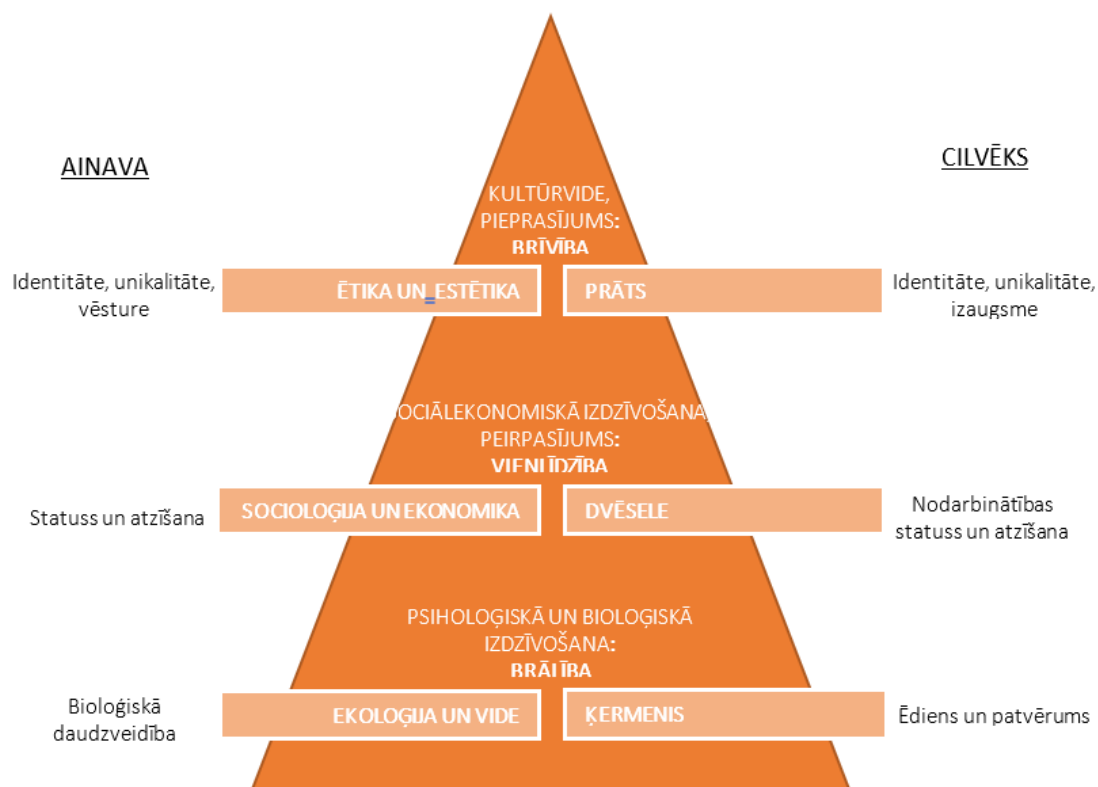 AINAVA
CILVĒKS
KULTŪRVIDE,
PIEPRASĪJUMS:
BRĪVĪBA
Identitāte, unikalitāte,
vēsture
ĒTIKA UN ESTĒTIKA
PRĀTS
Identitāte, unikalitāte,
izaugsme
SOCIĀLEKONOMISKĀ IZDZĪVOŠANA,
PEIRPASĪJUMS:
VIENLĪDZĪBA
Statuss un atzīšana
SOCIOLOĢIJA UN EKONOMIKA
DVĒSELE
Nodarbinātības
statuss un atzīšana
PSIHOLOĢISKĀ UN BIOLOĢISKĀ
IZDZĪVOŠANA:
BRĀLĪBA
Bioloģiskā
daudzveidība
EKOLOĢIJA UN VIDE
ĶERMENIS
Ēdiens un patvērums